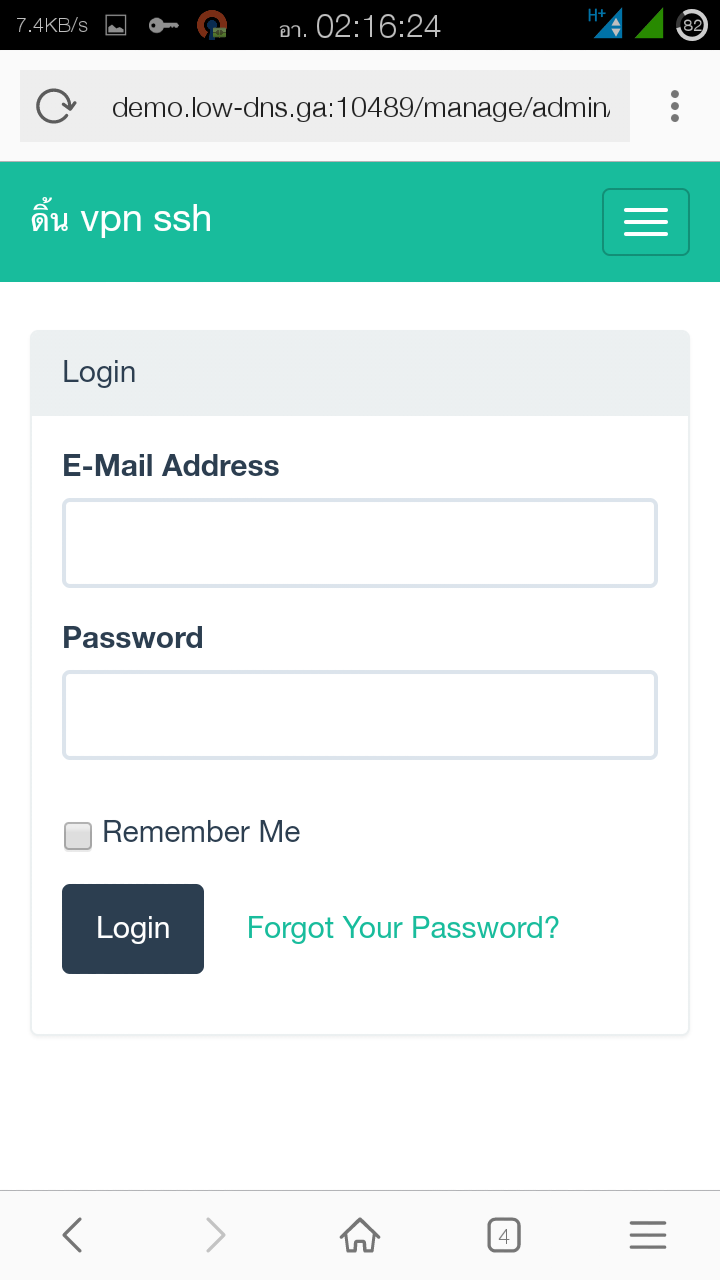 7.4KB/s อา. 02:16:24 H+ 82
demo.low-dns.ga:10489/manage/admin/
ดิ้น vpn ssh
Login
E-Mail Address
Password
Remember Me
Login Forgot Your Password?
4